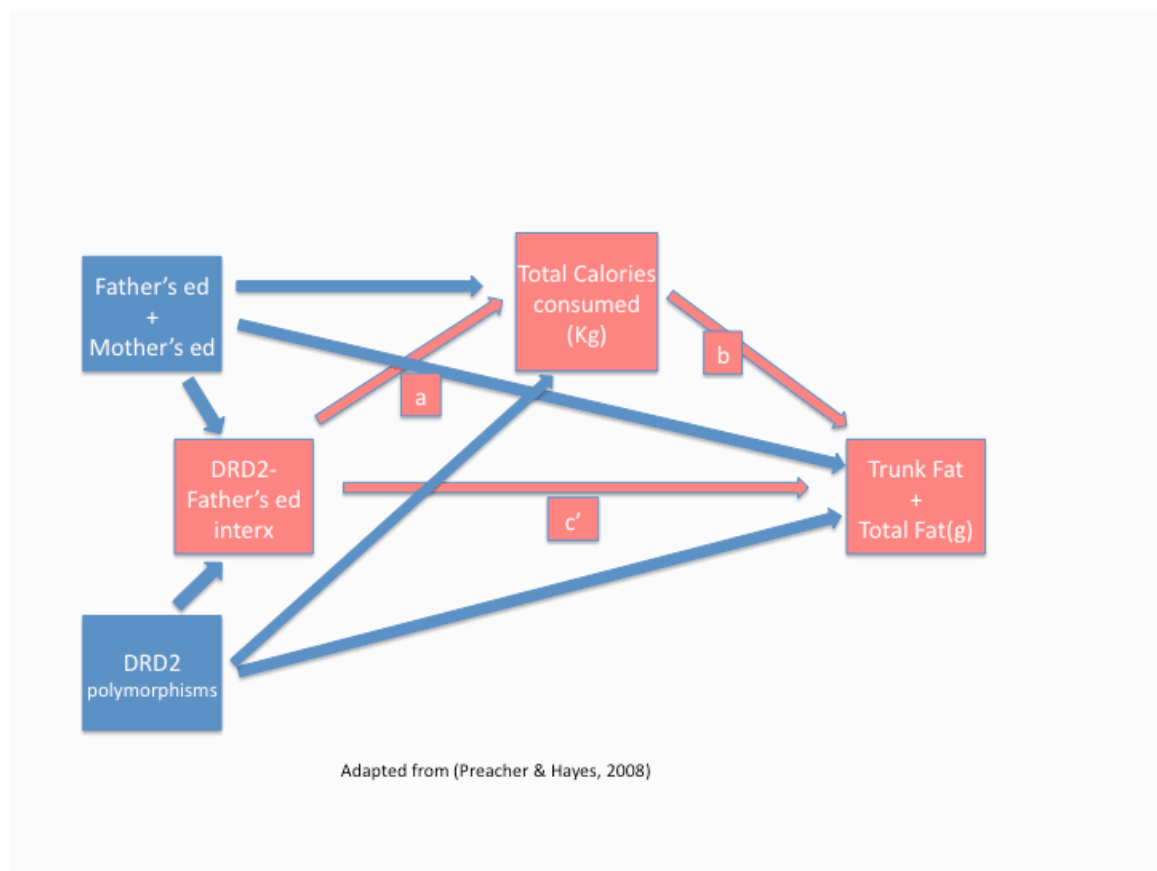 Father's ed
+
Mother's ed
Total Calories
consumed
(Kg)
b
a
DRD2-
Father's ed
interx
c'
Trunk Fat
+
Total Fat(g)
DRD2
polymorphisms
Adapted from (Preacher & Hayes, 2008)